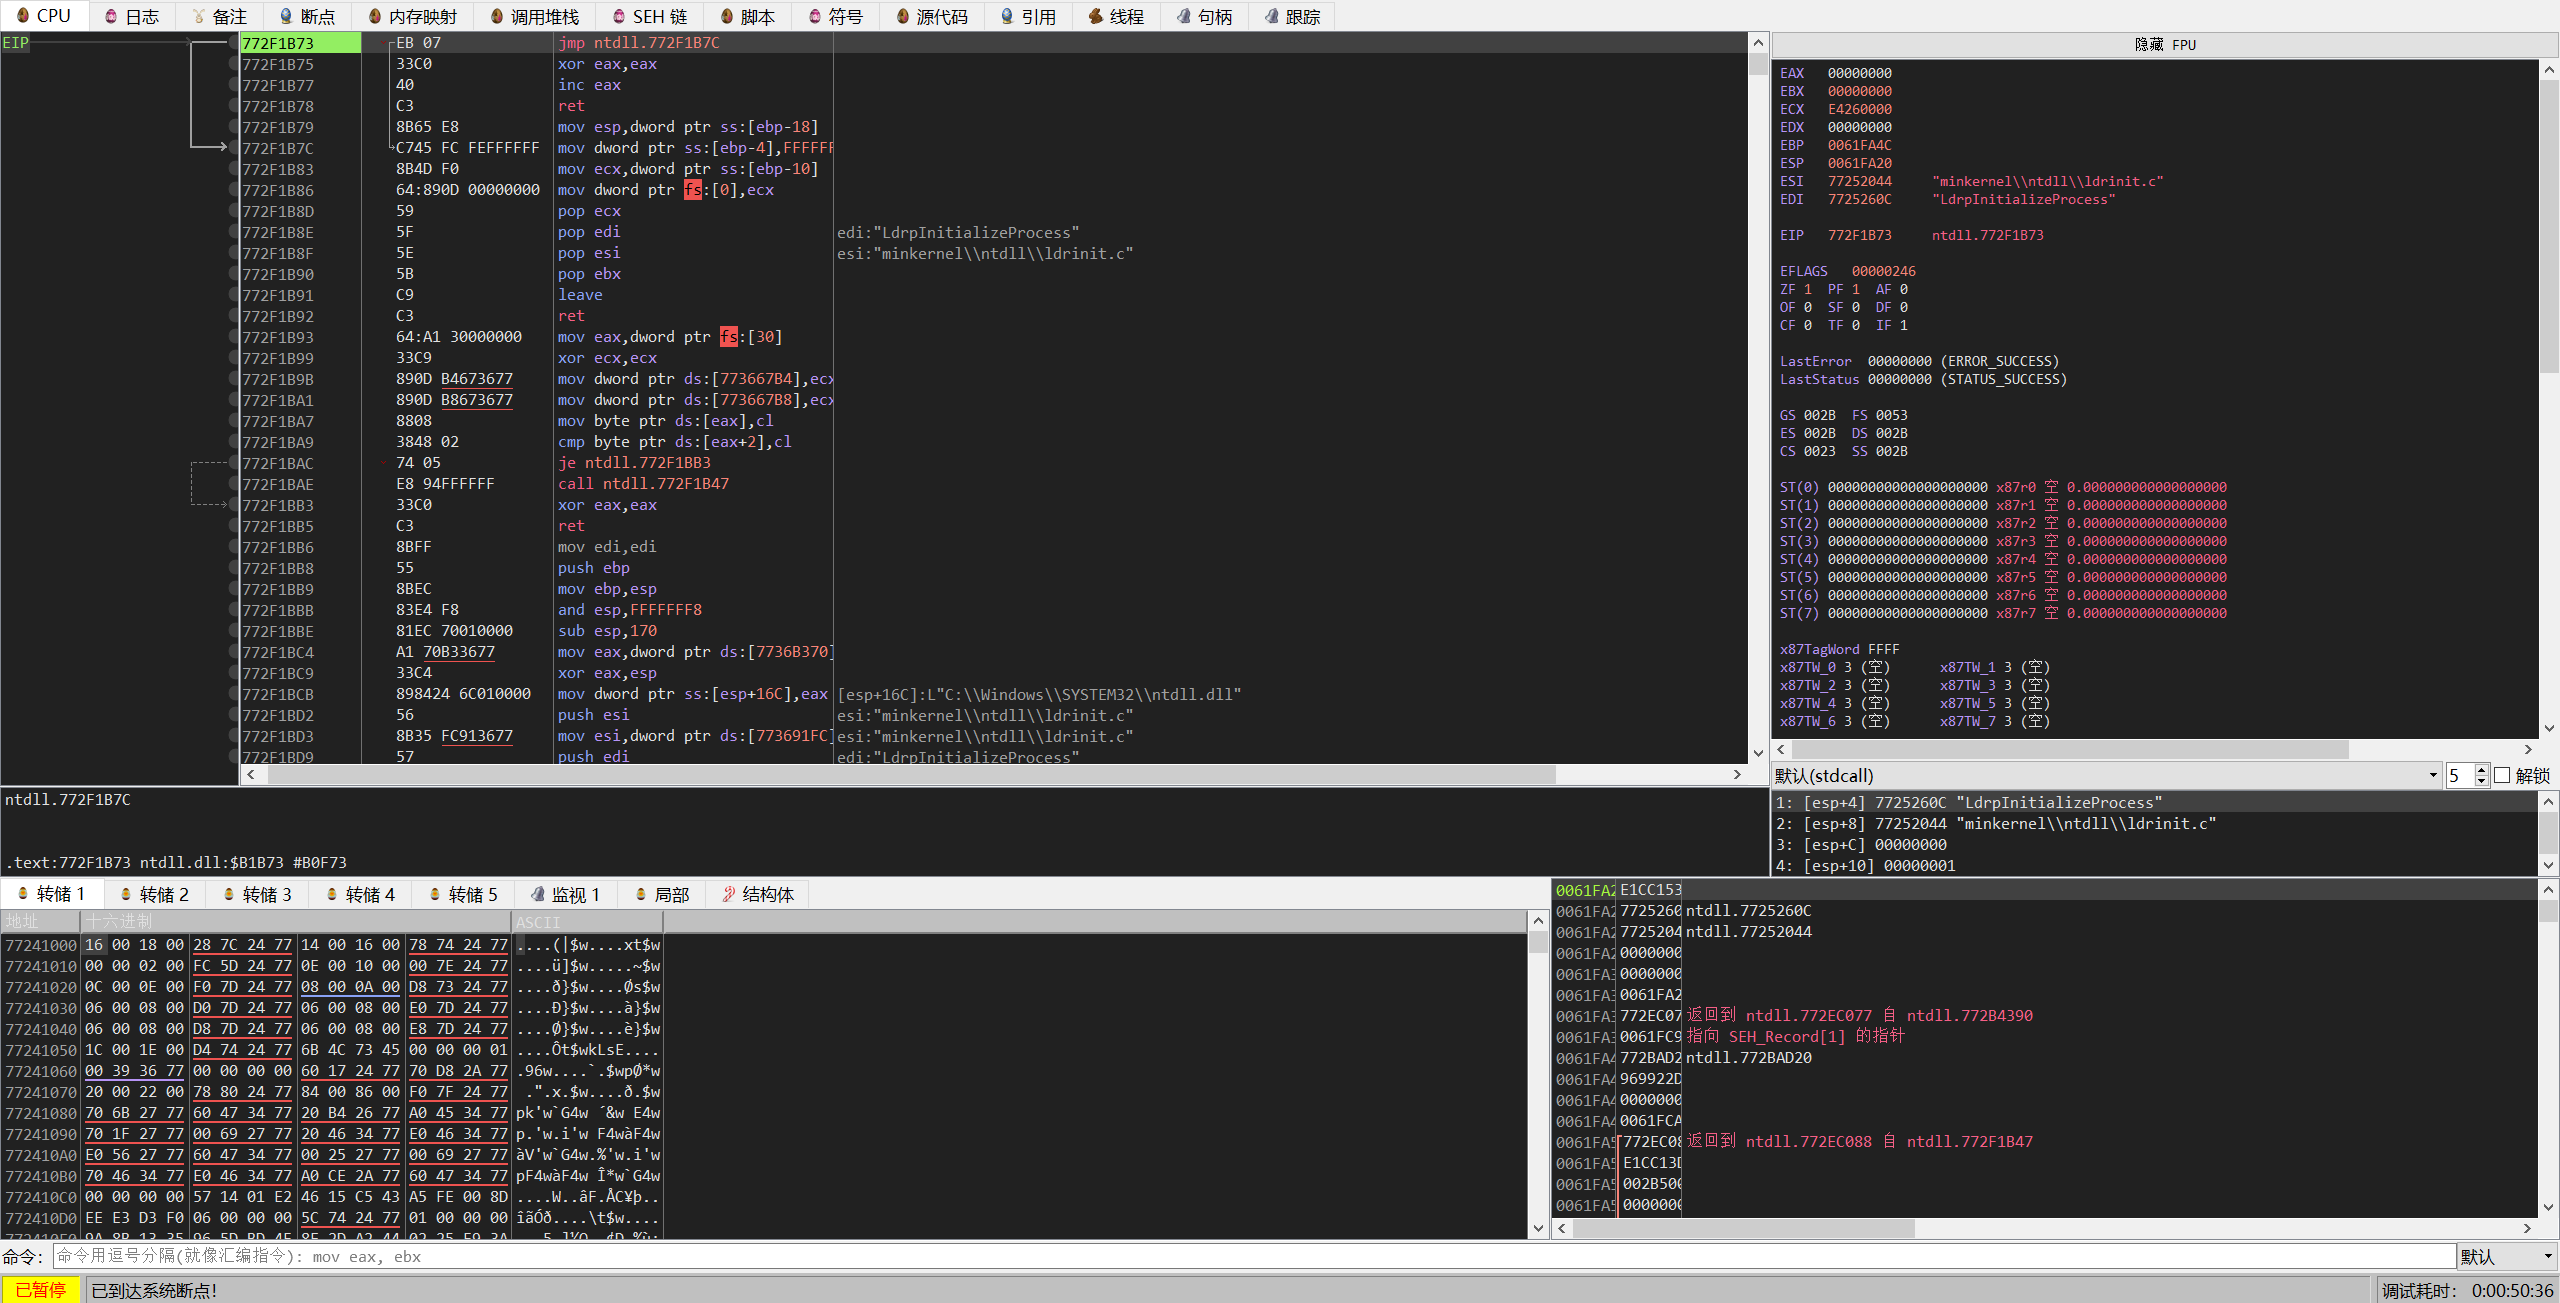 CPU 日志 备注 断点 内存映射 调用堆栈 SEH 链 脚本 符号 源代码 引用 线程 句柄 跟踪
EIP
772F1B73 EB 07 jmp ntdll.772F1B7C
772F1B75 33C0 xor eax,eax
772F1B77 40 inc eax
772F1B78 C3 ret
772F1B79 8B65 E8 mov esp,dword ptr ss:[ebp-18]
772F1B7C C745 FC FEFFFFFF mov dword ptr ss:[ebp-4],FFFFFF
772F1B83 8B4D F0 mov ecx,dword ptr ss:[ebp-10]
772F1B86 64:890D 00000000 mov dword ptr fs:[0],ecx
772F1B8D 59 pop ecx
772F1B8E 5F pop edi edi:"LdrpInitializeProcess"
772F1B8F 5E pop esi esi:"minkernel\\ntdll\\ldrinit.c"
772F1B90 5B pop ebx
772F1B91 C9 leave
772F1B92 C3 ret
772F1B93 64:A1 30000000 mov eax,dword ptr fs:[30]
772F1B99 33C9 xor ecx,ecx
772F1B9B 890D B4673677 mov dword ptr ds:[773667B4],ecx
772F1BA1 890D B8673677 mov dword ptr ds:[773667B8],ecx
772F1BA7 8808 mov byte ptr ds:[eax],cl
772F1BA9 3848 02 cmp byte ptr ds:[eax+2],cl
772F1BAC 74 05 je ntdll.772F1BB3
772F1BAE E8 94FFFFFF call ntdll.772F1B47
772F1BB3 33C0 xor eax,eax
772F1BB5 C3 ret
772F1BB6 8BFF mov edi,edi
772F1BB8 55 push ebp
772F1BB9 8BEC mov ebp,esp
772F1BBB 83E4 F8 and esp,FFFFFFF8
772F1BBE 81EC 70010000 sub esp,170
772F1BC4 A1 70B33677 mov eax,dword ptr ds:[7736B370]
772F1BC9 33C4 xor eax,esp
772F1BCB 898424 6C010000 mov dword ptr ss:[esp+16C],eax [esp+16C]:L"C:\\Windows\\SYSTEM32\\ntdll.dll"
772F1BD2 56 push esi esi:"minkernel\\ntdll\\ldrinit.c"
772F1BD3 8B35 FC913677 mov esi,dword ptr ds:[773691FC] esi:"minkernel\\ntdll\\ldrinit.c"
772F1BD9 57 push edi edi:"LdrpInitializeProcess"
ntdll.772F1B7C
.text:772F1B73 ntdll.dll:$B1B73 #B0F73
隐藏 FPU
EAX 00000000
EBX 00000000
ECX E4260000
EDX 00000000
EBP 0061FA4C
ESP 0061FA20
ESI 77252044 "minkernel\\ntdll\\ldrinit.c"
EDI 7725260C "LdrpInitializeProcess"
EIP 772F1B73 ntdll.772F1B73
EFLAGS 00000246
ZF 1 PF 1 AF 0
OF 0 SF 0 DF 0
CF 0 TF 0 IF 1
LastError 00000000 (ERROR_SUCCESS)
LastStatus 00000000 (STATUS_SUCCESS)
GS 002B FS 0053
ES 002B DS 002B
CS 0023 SS 002B
ST(0) 00000000000000000000 x87r0 空 0.000000000000000000
ST(1) 00000000000000000000 x87r1 空 0.000000000000000000
ST(2) 00000000000000000000 x87r2 空 0.000000000000000000
ST(3) 00000000000000000000 x87r3 空 0.000000000000000000
ST(4) 00000000000000000000 x87r4 空 0.000000000000000000
ST(5) 00000000000000000000 x87r5 空 0.000000000000000000
ST(6) 00000000000000000000 x87r6 空 0.000000000000000000
ST(7) 00000000000000000000 x87r7 空 0.000000000000000000
x87TagWord FFFF
x87TW_0 3 (空) x87TW_1 3 (空)
x87TW_2 3 (空) x87TW_3 3 (空)
x87TW_4 3 (空) x87TW_5 3 (空)
x87TW_6 3 (空) x87TW_7 3 (空)
默认(stdcall) 5 解锁
1: [esp+4] 7725260C "LdrpInitializeProcess"
2: [esp+8] 77252044 "minkernel\\ntdll\\ldrinit.c"
3: [esp+C] 00000000
4: [esp+10] 00000001
转储 1 转储 2 转储 3 转储 4 转储 5 监视 1 局部 结构体
地址 十六进制 ASCII
77241000 16 00 18 00 28 7C 24 77 14 00 16 00 78 74 24 77 ....(|$w....xt$w
77241010 00 00 02 00 FC 5D 24 77 0E 00 10 00 00 7E 24 77 ....ü]$w.....~$w
77241020 0C 00 0E 00 F0 7D 24 77 08 00 0A 00 D8 73 24 77 ....ð}$w....Øs$w
77241030 06 00 08 00 D0 7D 24 77 06 00 08 00 E0 7D 24 77 ....Ð}$w....à}$w
77241040 06 00 08 00 D8 7D 24 77 06 00 08 00 E8 7D 24 77 ....Ø}$w....è}$w
77241050 1C 00 1E 00 D4 74 24 77 6B 4C 73 45 00 00 00 01 ....Ôt$wkLsE....
77241060 00 39 36 77 00 00 00 00 60 17 24 77 70 D8 2A 77 .96w....`.$wpØ*w
77241070 20 00 22 00 78 80 24 77 84 00 86 00 F0 7F 24 77  .".x.$w....ð.$w
77241080 70 6B 27 77 60 47 34 77 20 B4 26 77 A0 45 34 77 pk'w`G4w ´&w E4w
77241090 70 1F 27 77 00 69 27 77 20 46 34 77 E0 46 34 77 p.'w.i'w F4wàF4w
772410A0 E0 56 27 77 60 47 34 77 00 25 27 77 00 69 27 77 àV'w`G4w.%'w.i'w
772410B0 70 46 34 77 E0 46 34 77 A0 CE 2A 77 60 47 34 77 pF4wàF4w Î*w`G4w
772410C0 00 00 00 00 57 14 01 E2 46 15 C5 43 A5 FE 00 8D ....W..âF.ÅC¥þ..
772410D0 EE E3 D3 F0 06 00 00 00 5C 74 24 77 01 00 00 00 îãÓð....\t$w....
0061FA2 E1CC153
0061FA2 7725260 ntdll.7725260C
0061FA2 7725204 ntdll.77252044
0061FA2 0000000
0061FA3 0000000
0061FA3 0061FA2
0061FA3 772EC07 返回到 ntdll.772EC077 自 ntdll.772B4390
0061FA3 0061FC9 指向 SEH_Record[1] 的指针
0061FA4 772BAD2 ntdll.772BAD20
0061FA4 969922D
0061FA4 0000000
0061FA4 0061FCA
0061FA5 772EC08 返回到 ntdll.772EC088 自 ntdll.772F1B47
0061FA5 E1CC13D
0061FA5 002B500
0061FA5 0000000
命令: 命令用逗号分隔(就像汇编指令): mov eax, ebx 默认
已暂停 已到达系统断点! 调试耗时: 0:00:50:36